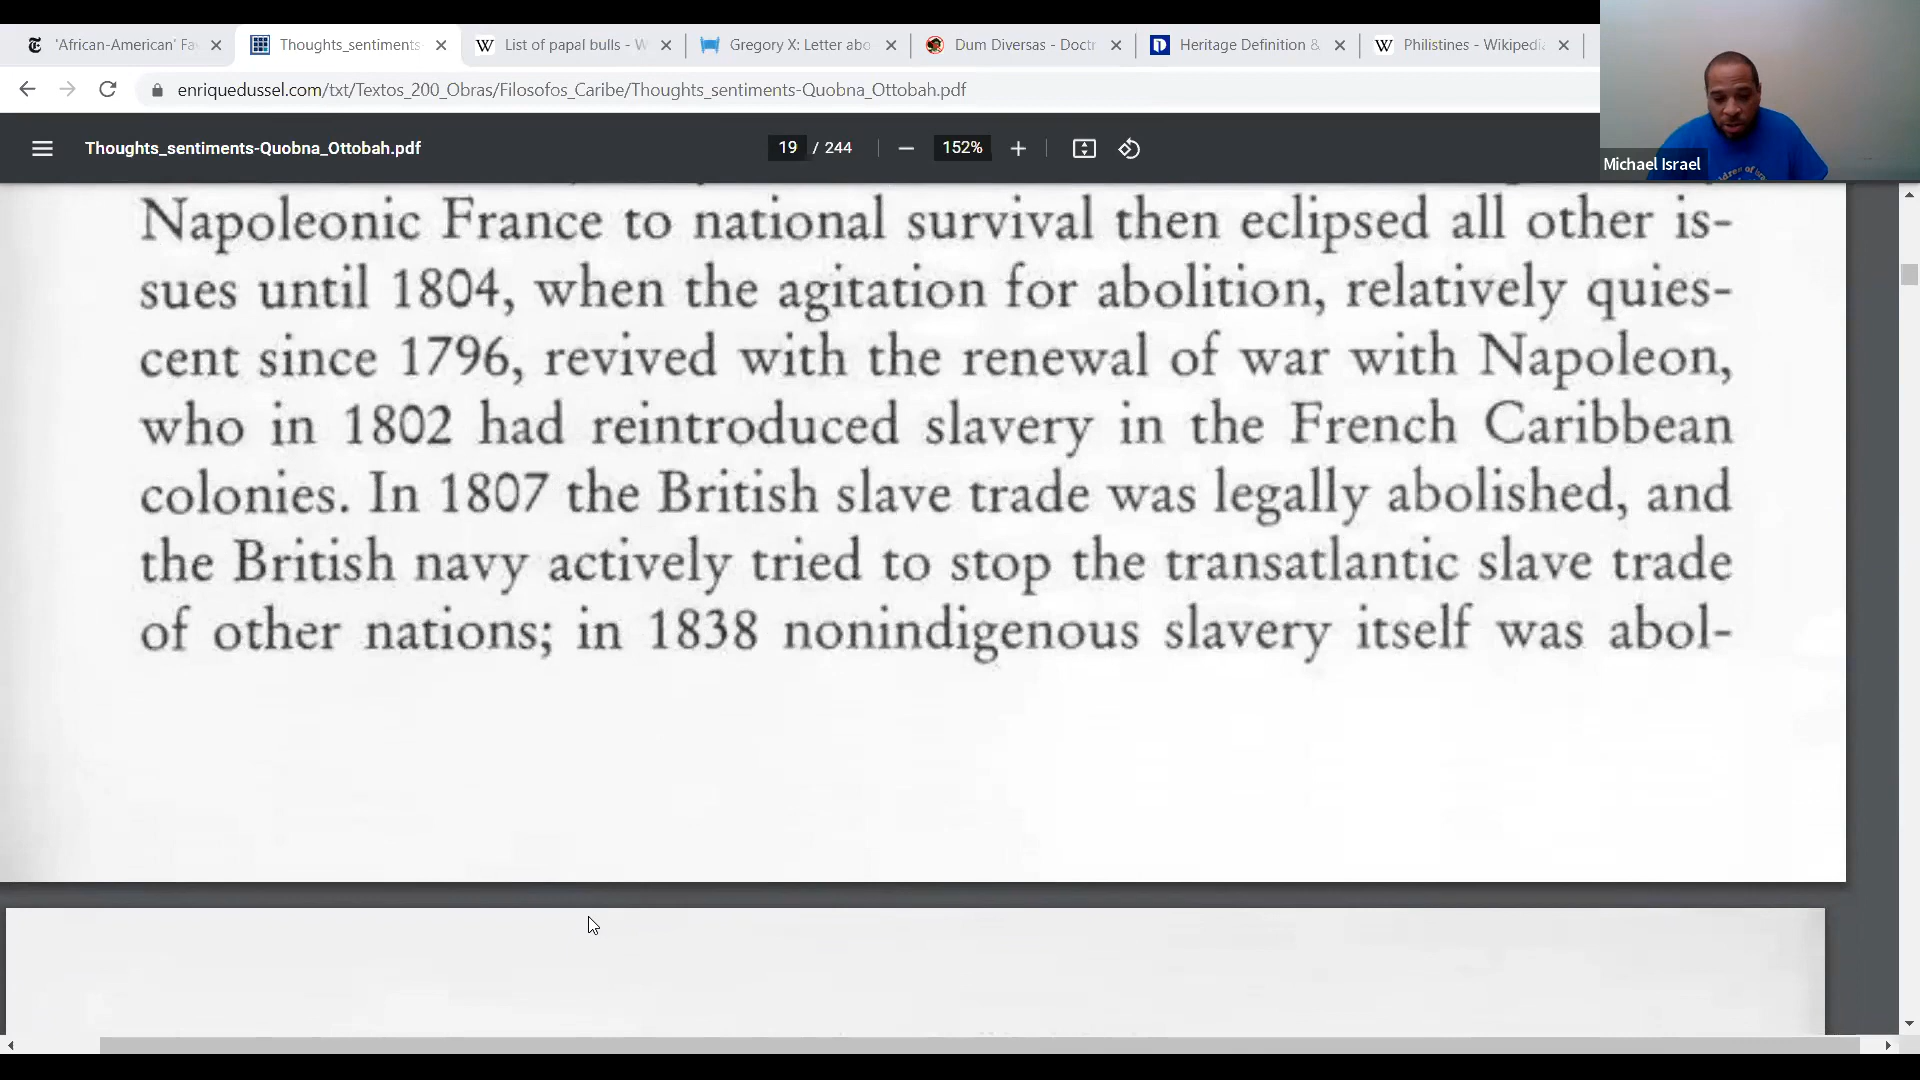 'African-American' Fa
Thoughts_sentiments
List of papal bulls - W
Gregory X: Letter abo
Dum Diversas - Doctr
Heritage Definition &
Philistines - Wikipedia
enriquedussel.com/txt/Textos_200_Obras/Filosofos_Caribe/Thoughts_sentiments-Quobna_Ottobah.pdf
Thoughts_sentiments-Quobna_Ottobah.pdf
19 / 244
152%
Michael Israel
Napoleonic France to national survival then eclipsed all other is-
sues until 1804, when the agitation for abolition, relatively quies-
cent since 1796, revived with the renewal of war with Napoleon,
who in 1802 had reintroduced slavery in the French Caribbean
colonies. In 1807 the British slave trade was legally abolished, and
the British navy actively tried to stop the transatlantic slave trade
of other nations; in 1838 nonindigenous slavery itself was abol-